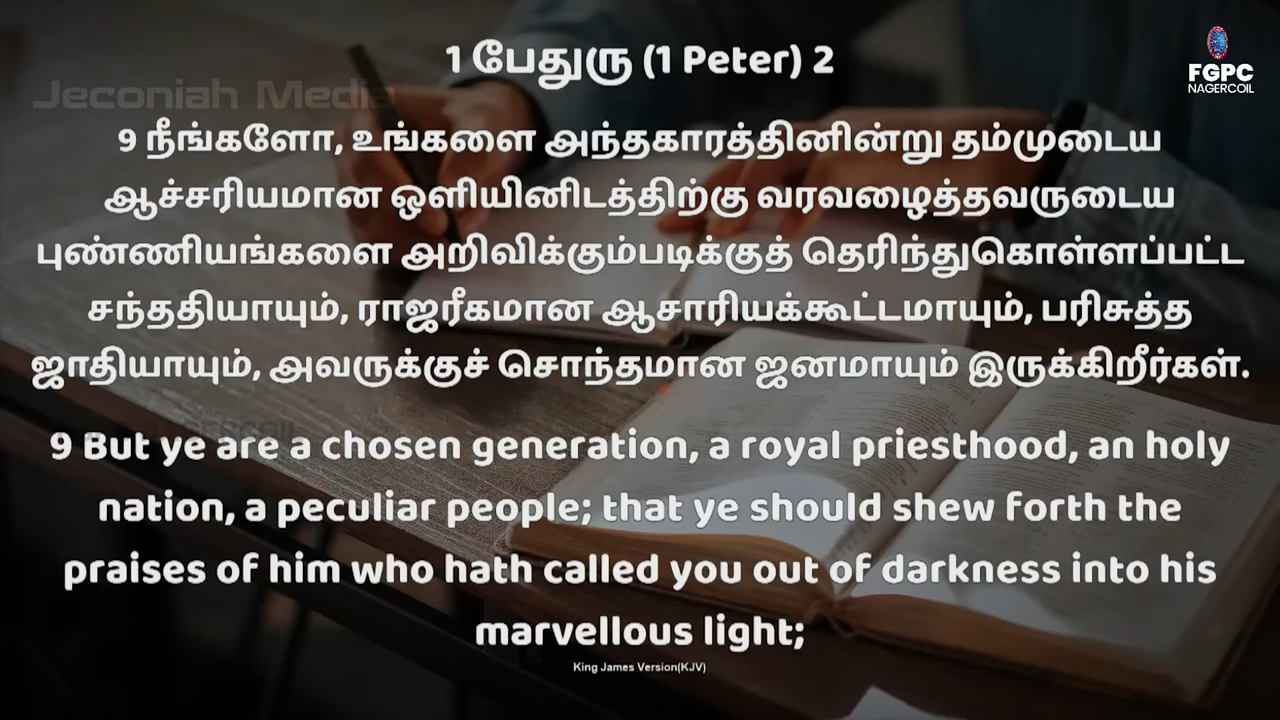 1 பேதுரு (1 Peter) 2
FGPC
NAGERCOIL
Jeconiah Media
9 நீங்களோ, உங்களை அந்தகாரத்தினின்று தம்முடைய
ஆச்சரியமான ஒளியினிடத்திற்கு வரவழைத்தவருடைய
புண்ணியங்களை அறிவிக்கும்படிக்குத் தெரிந்துகொள்ளப்பட்ட
சந்ததியாயும், ராஜரீகமான ஆசாரியக்கூட்டமாயும், பரிசுத்த
ஜாதியாயும், அவருக்குச் சொந்தமான ஜனமாயும் இருக்கிறீர்கள்.
9 But ye are a chosen generation, a royal priesthood, an holy
nation, a peculiar people; that ye should shew forth the
praises of him who hath called you out of darkness into his
marvellous light;
King James Version(KJV)